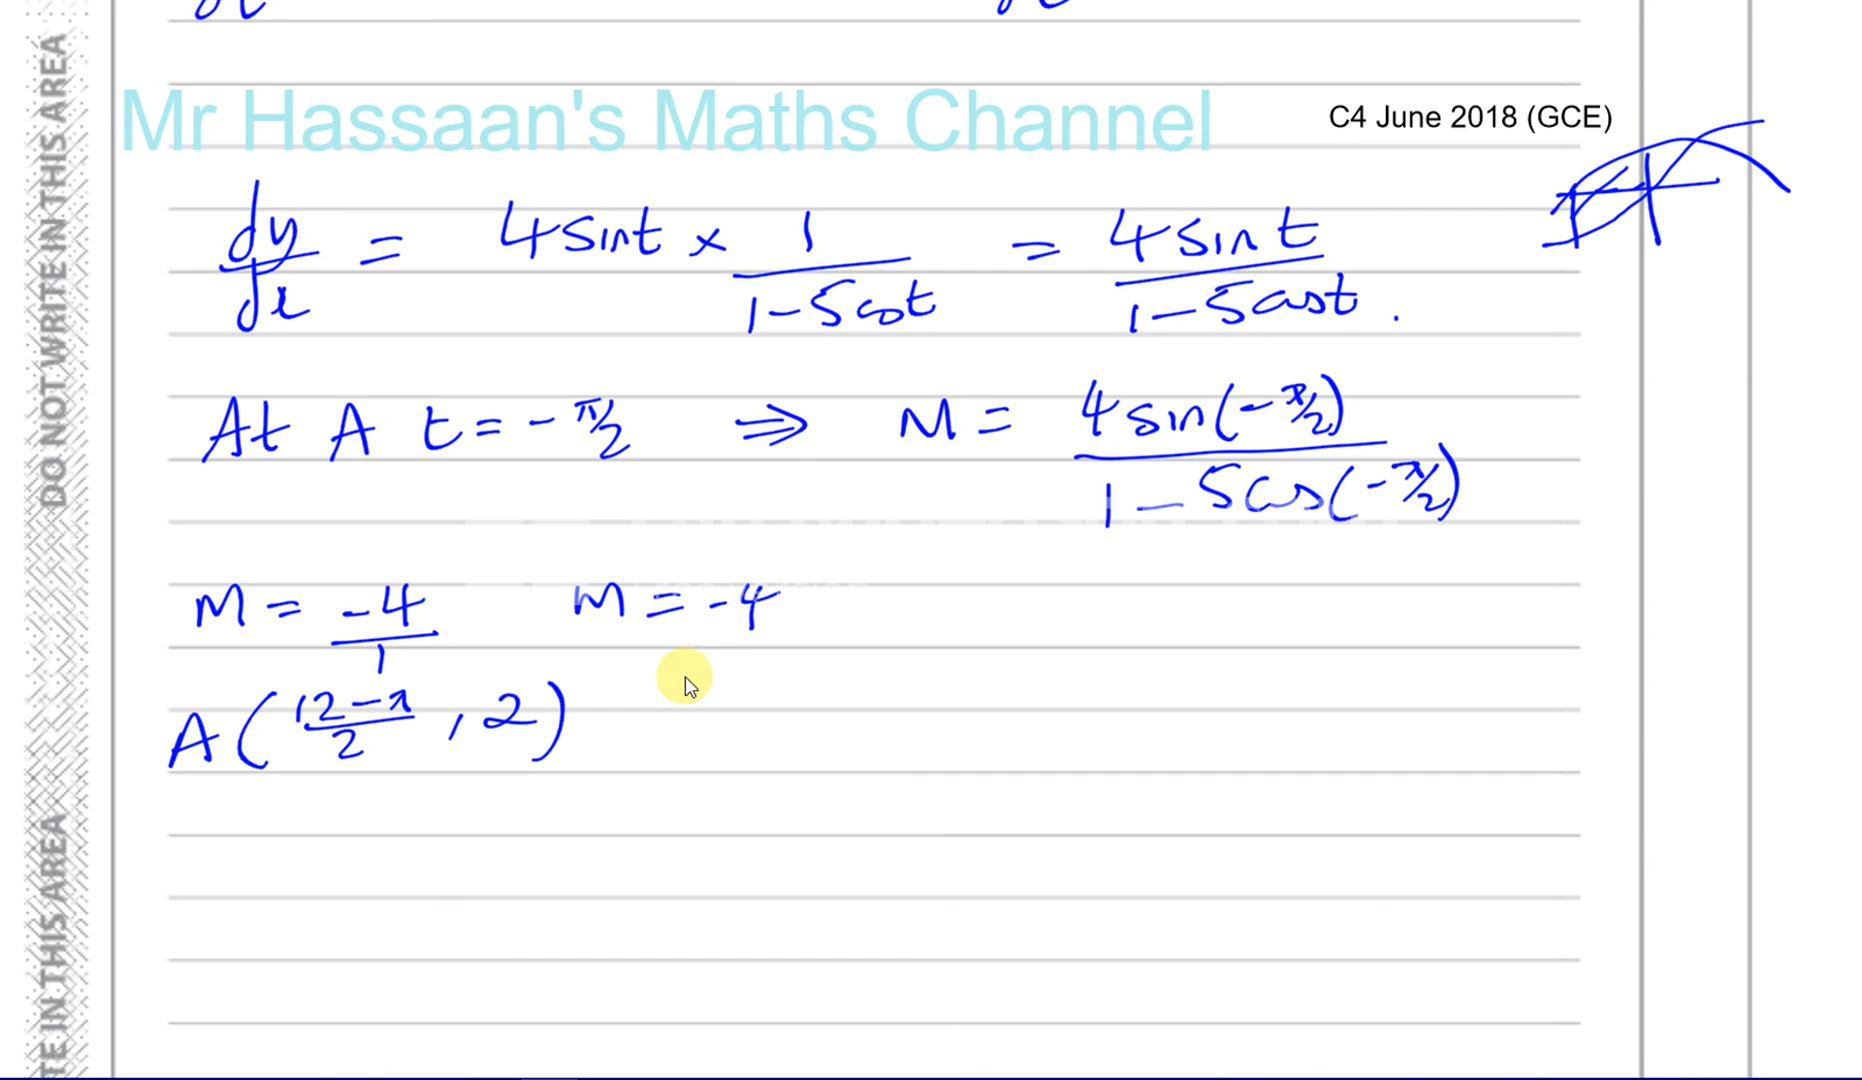 DO NOT WRITE IN THIS AREA
Mr Hassaan's Maths Channel
C4 June 2018 (GCE)
dy/dx = 4sint × 1/(1-5cost) = 4sint/(1-5cost).
At A t = -π/2 ⇒ M = 4sin(-π/2)/(1-5cos(-π/2))
M = -4/1 M = -4
A((12-π)/2, 2)
TE IN THIS AREA